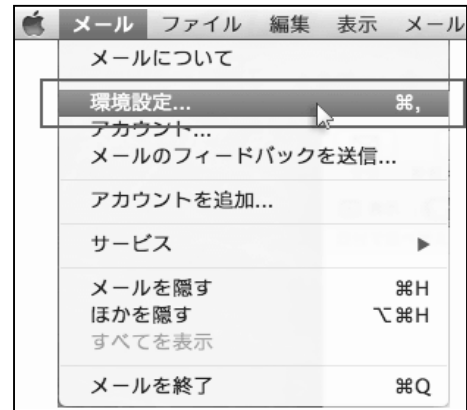 メール ファイル 編集 表示 メール
メールについて
環境設定... ⌘,
アカウント...
メールのフィードバックを送信...
アカウントを追加...
サービス ▶
メールを隠す ⌘H
ほかを隠す ⌥⌘H
すべてを表示
メールを終了 ⌘Q